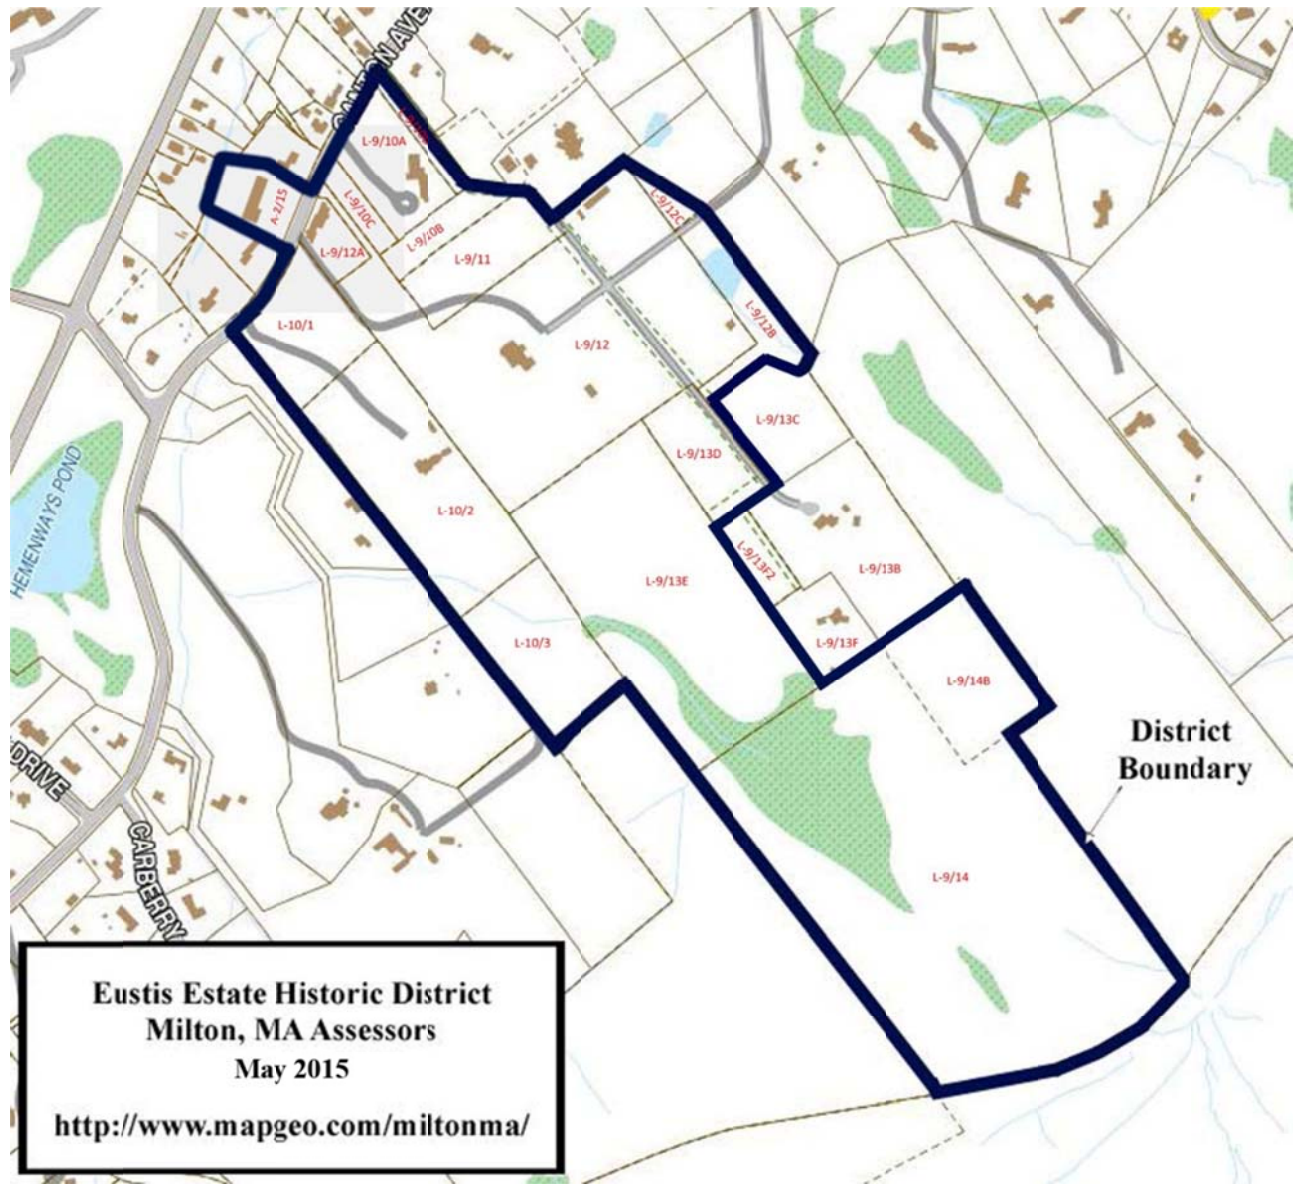 CANTON AVE
L-9/10A
A-2/15
L-9/10C
L-9/10B
L-9/12A
L-9/11
L-9/12C
L-10/1
L-9/12
L-9/12B
L-9/13C
L-9/13D
L-10/2
HEMENWAYS POND
L-9/13F2
L-9/13E
L-9/13B
L-10/3
L-9/13F
L-9/14B
District
Boundary
DRIVE
CARBERRY
L-9/14
Eustis Estate Historic District
Milton, MA Assessors
May 2015
http://www.mapgeo.com/miltonma/